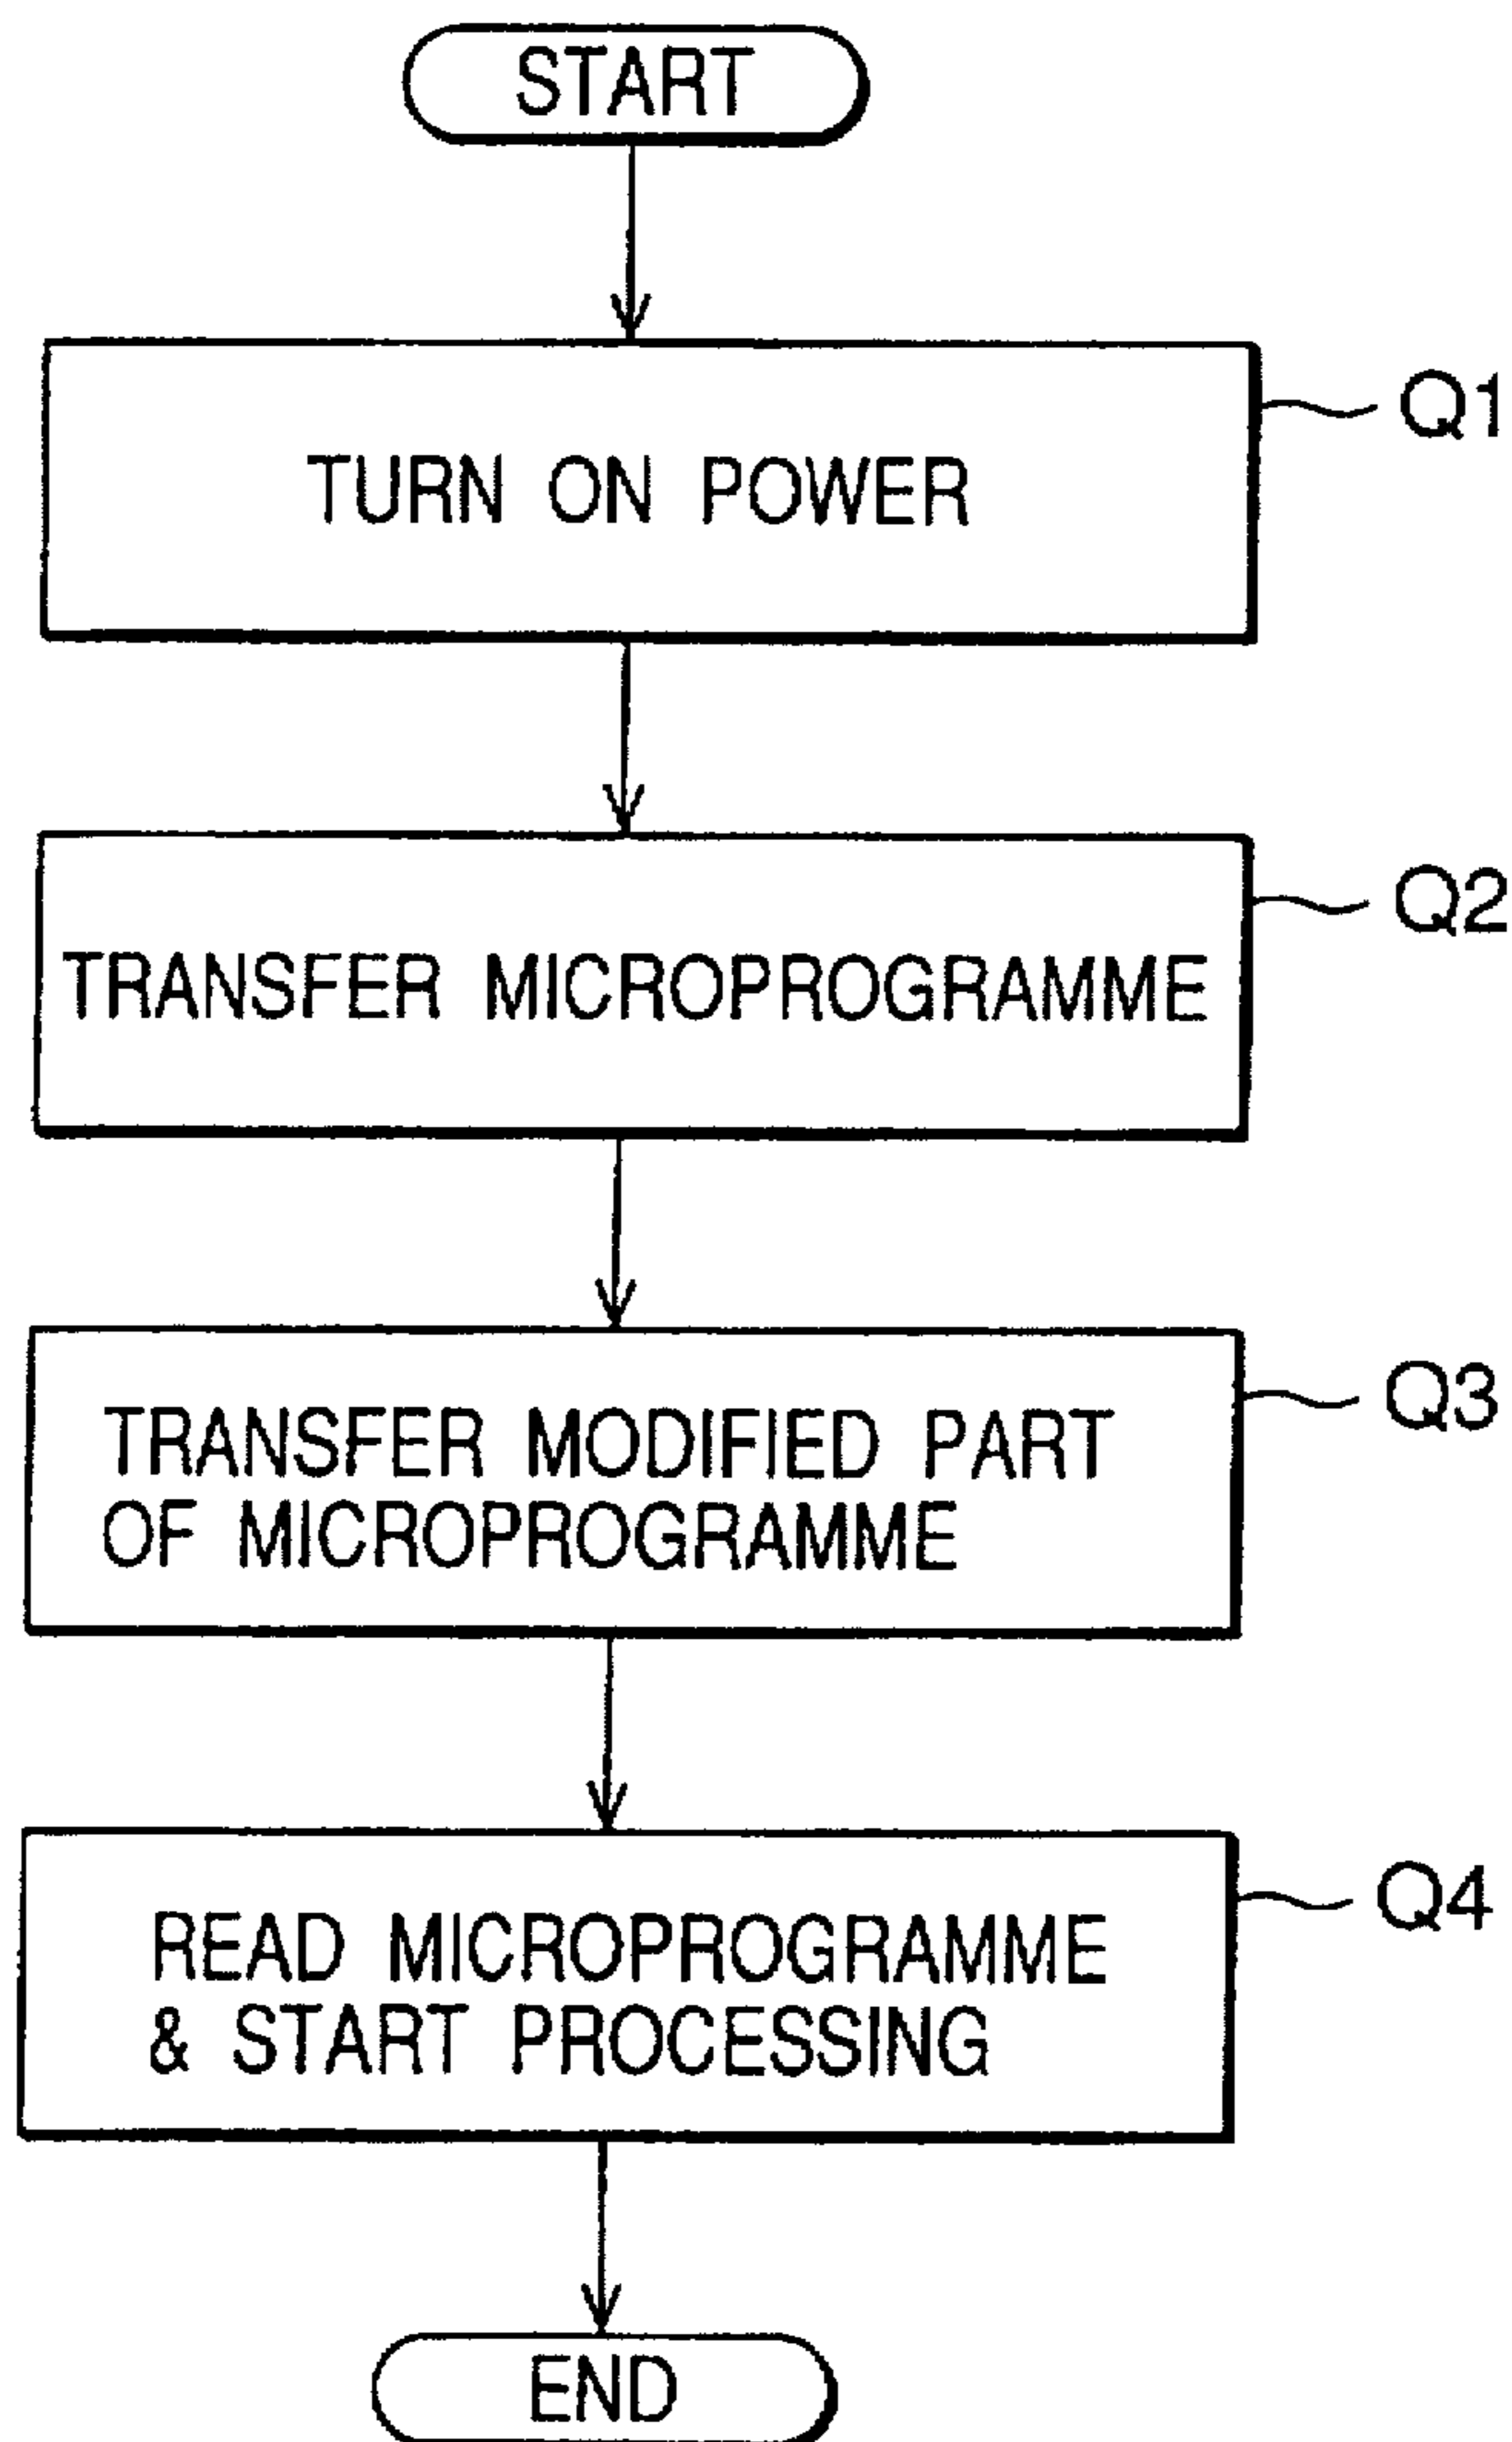 START
TURN ON POWER
Q1
TRANSFER MICROPROGRAMME
Q2
TRANSFER MODIFIED PART
OF MICROPROGRAMME
Q3
READ MICROPROGRAMME
& START PROCESSING
Q4
END